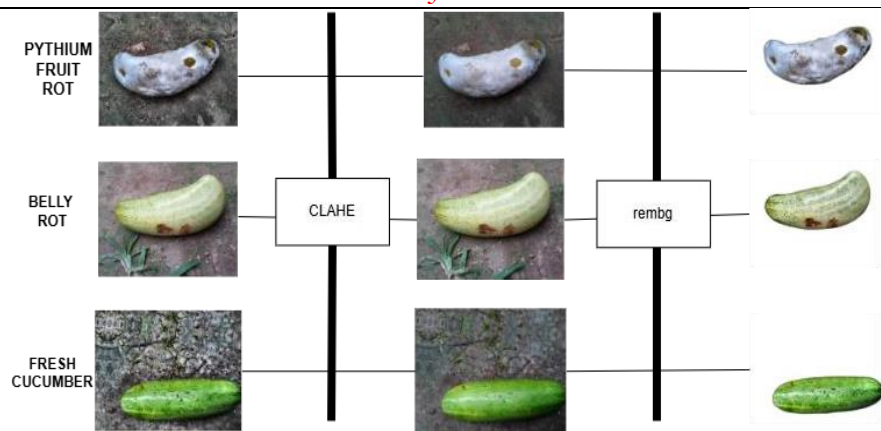 PYTHIUM
FRUIT
ROT
BELLY
ROT
CLAHE
rembg
FRESH
CUCUMBER